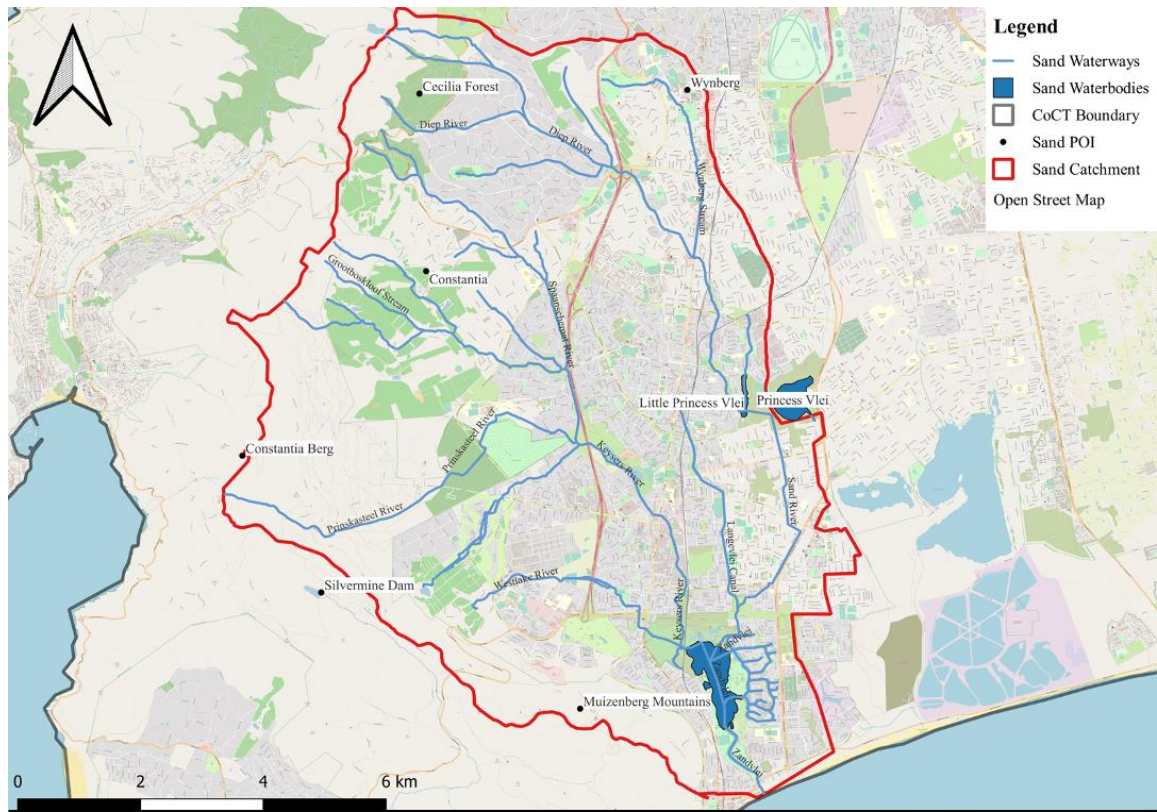 Legend
Sand Waterways
Sand Waterbodies
CoCT Boundary
Sand POI
Sand Catchment
Open Street Map
Cecilia Forest
Wynberg
Diep River
Diep River
Wynberg Stream
Constantia
Grootboskloof Stream
Spaanschemat River
Little Princess Vlei
Princess Vlei
Prinskasteel River
Constantia Berg
Keysers River
Prinskasteel River
Sand River
Langevlei Canal
Silvermine Dam
Westlake River
Keysers River
Zandvlei
Muizenberg Mountains
Zandvlei
0 2 4 6 km